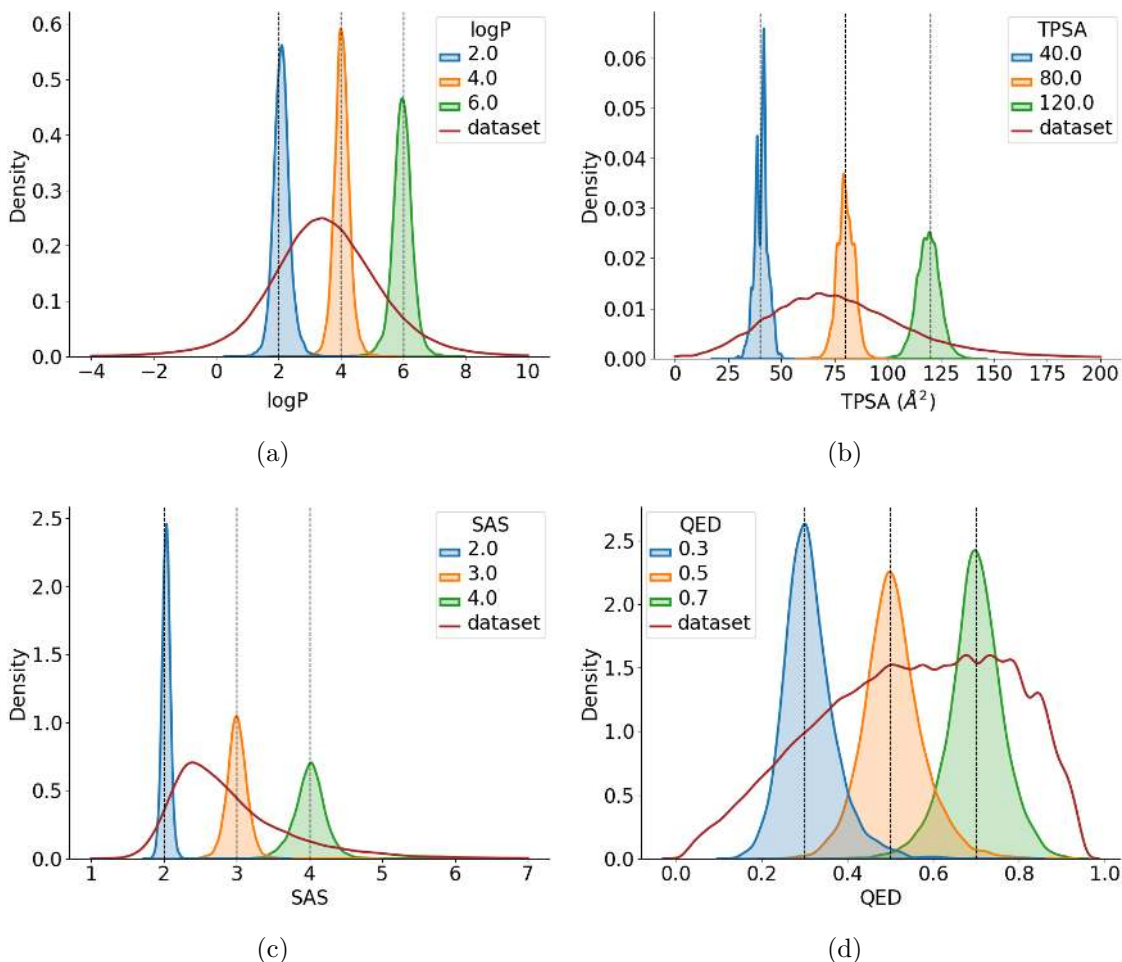 logP
2.0
4.0
6.0
dataset
Density
0.6
0.5
0.4
0.3
0.2
0.1
0.0
−4 −2 0 2 4 6 8 10
logP
(a)
TPSA
40.0
80.0
120.0
dataset
Density
0.06
0.05
0.04
0.03
0.02
0.01
0.00
0 25 50 75 100 120 147 150 175 200
TPSA (Å²)
(b)
SAS
2.0
3.0
4.0
dataset
Density
2.5
2.0
1.5
1.0
0.5
0.0
1 2 3 4 5 6 7
SAS
(c)
QED
0.3
0.5
0.7
dataset
Density
2.5
2.0
1.5
1.0
0.5
0.0
0.0 0.2 0.4 0.6 0.8 1.0
QED
(d)